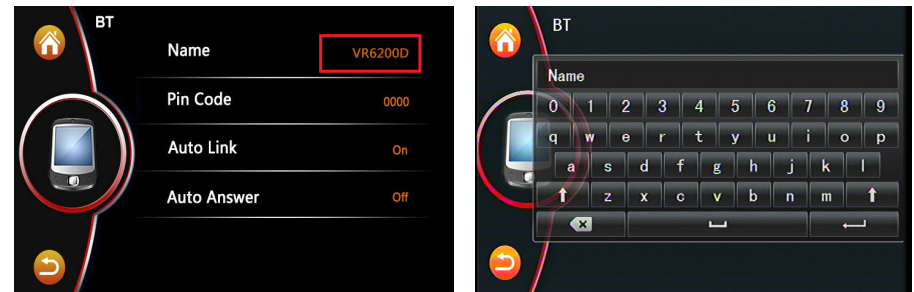 BT
Name VR6200D
Pin Code 0000
Auto Link On
Auto Answer Off
BT
Name
0 1 2 3 4 5 6 7 8 9
q w e r t y u i o p
a s d f g h j k l
z x c v b n m